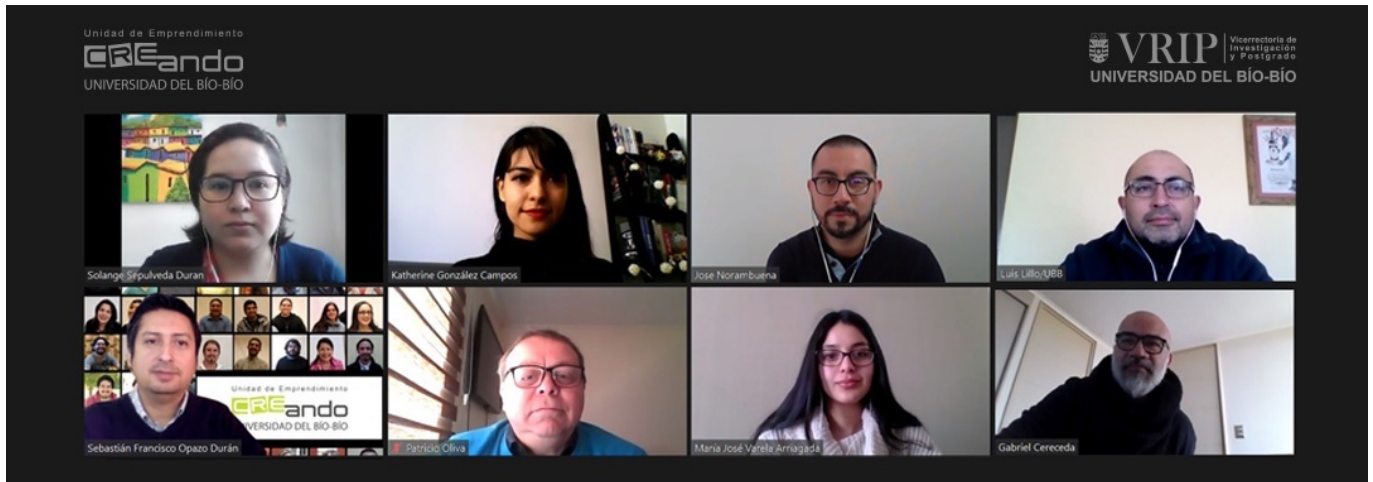 Unidad de Emprendimiento
CREando
UNIVERSIDAD DEL BÍO-BÍO
VRIP
Vicerrectoría de
Investigación
y Postgrado
UNIVERSIDAD DEL BÍO-BÍO
Solange Sepulveda Duran
Katherine González Campos
Jose Norambuena
Luis Lillo/UBB
Unidad de Emprendimiento
CREando
UNIVERSIDAD DEL BÍO-BÍO
Sebastián Francisco Opazo Durán
Patricio Oliva
María José Varela Arriagada
Gabriel Cereceda